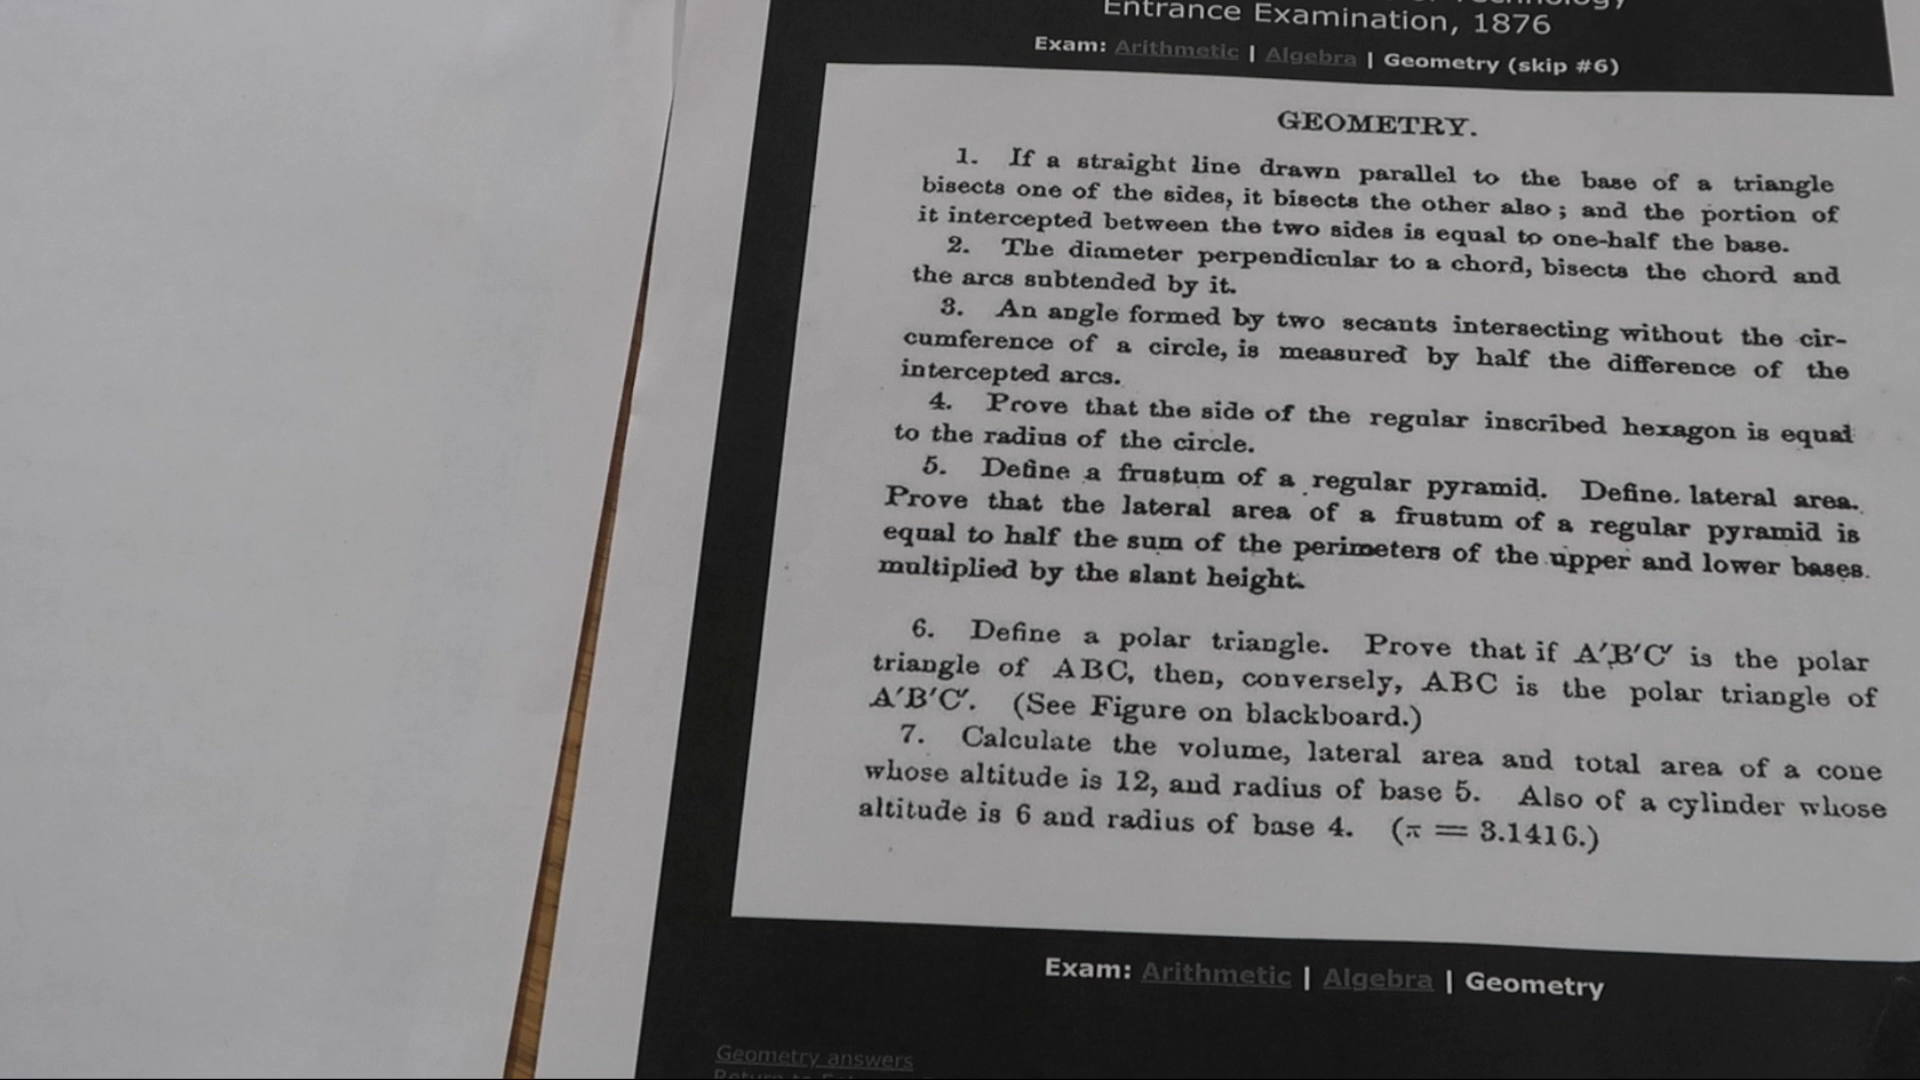 Entrance Examination, 1876
Exam: Arithmetic | Algebra | Geometry (skip #6)
GEOMETRY.
1. If a straight line drawn parallel to the base of a triangle
bisects one of the sides, it bisects the other also; and the portion of
it intercepted between the two sides is equal to one-half the base.
2. The diameter perpendicular to a chord, bisects the chord and
the arcs subtended by it.
3. An angle formed by two secants intersecting without the cir-
cumference of a circle, is measured by half the difference of the
intercepted arcs.
4. Prove that the side of the regular inscribed hexagon is equal
to the radius of the circle.
5. Define a frustum of a regular pyramid. Define lateral area.
Prove that the lateral area of a frustum of a regular pyramid is
equal to half the sum of the perimeters of the upper and lower bases
multiplied by the slant height.
6. Define a polar triangle. Prove that if A′B′C′ is the polar
triangle of ABC, then, conversely, ABC is the polar triangle of
A′B′C′. (See Figure on blackboard.)
7. Calculate the volume, lateral area and total area of a cone
whose altitude is 12, and radius of base 5. Also of a cylinder whose
altitude is 6 and radius of base 4. (π = 3.1416.)
Exam: Arithmetic | Algebra | Geometry
Geometry answers